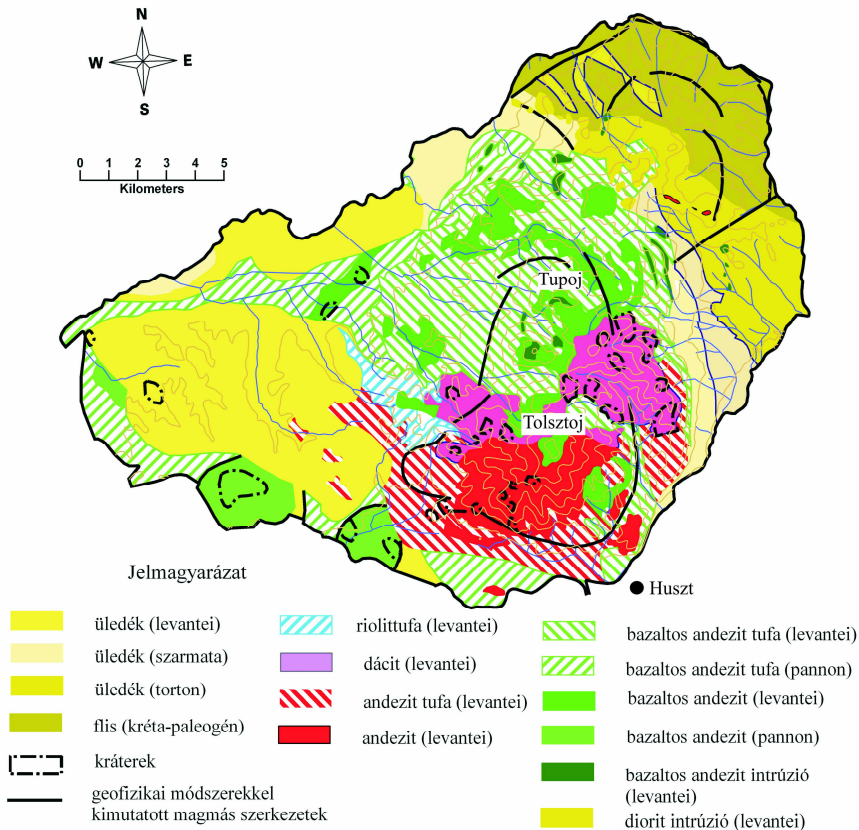 N
W E
S
0 1 2 3 4 5
Kilometers
Tupoj
Tolsztoj
Huszt
Jelmagyarázat
üledék (levantei)
üledék (szarmata)
üledék (torton)
flis (kréta-paleogén)
kráterek
geofizikai módszerekkel
kimutatott magmás szerkezetek
riolittufa (levantei)
dácit (levantei)
andezit tufa (levantei)
andezit (levantei)
bazaltos andezit tufa (levantei)
bazaltos andezit tufa (pannon)
bazaltos andezit (levantei)
bazaltos andezit (pannon)
bazaltos andezit intrúzió
(levantei)
diorit intrúzió (levantei)